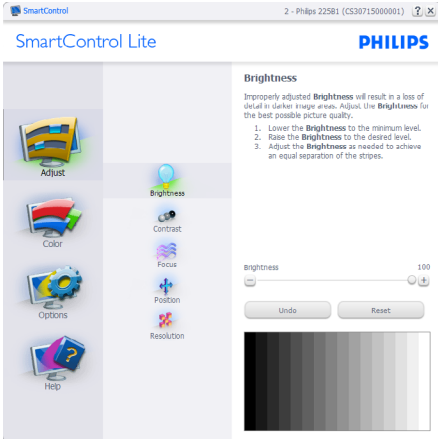 SmartControl
2 - Philips 225B1 (CS30715000001)
SmartControl Lite
PHILIPS
Adjust
Color
Options
Help
Brightness
Contrast
Focus
Position
Resolution
Brightness
Improperly adjusted Brightness will result in a loss of
detail in darker image areas. Adjust the Brightness for
the best possible picture quality.
1. Lower the Brightness to the minimum level.
2. Raise the Brightness to the desired level.
3. Adjust the Brightness as needed to achieve
an equal separation of the stripes.
Brightness 100
Undo Reset